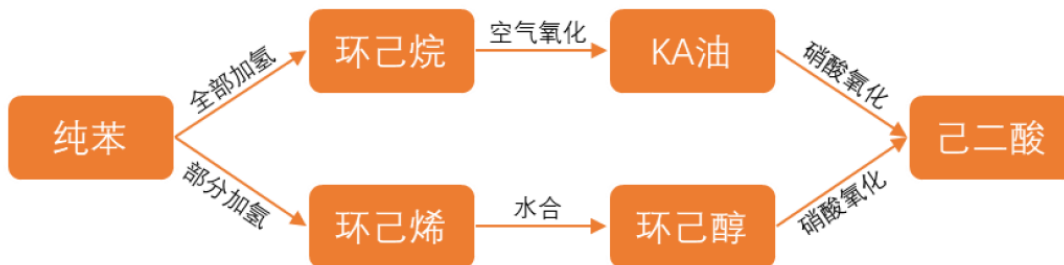 纯苯
全部加氢
环己烷
空气氧化
KA油
硝酸氧化
部分加氢
环己烯
水合
环己醇
硝酸氧化
己二酸